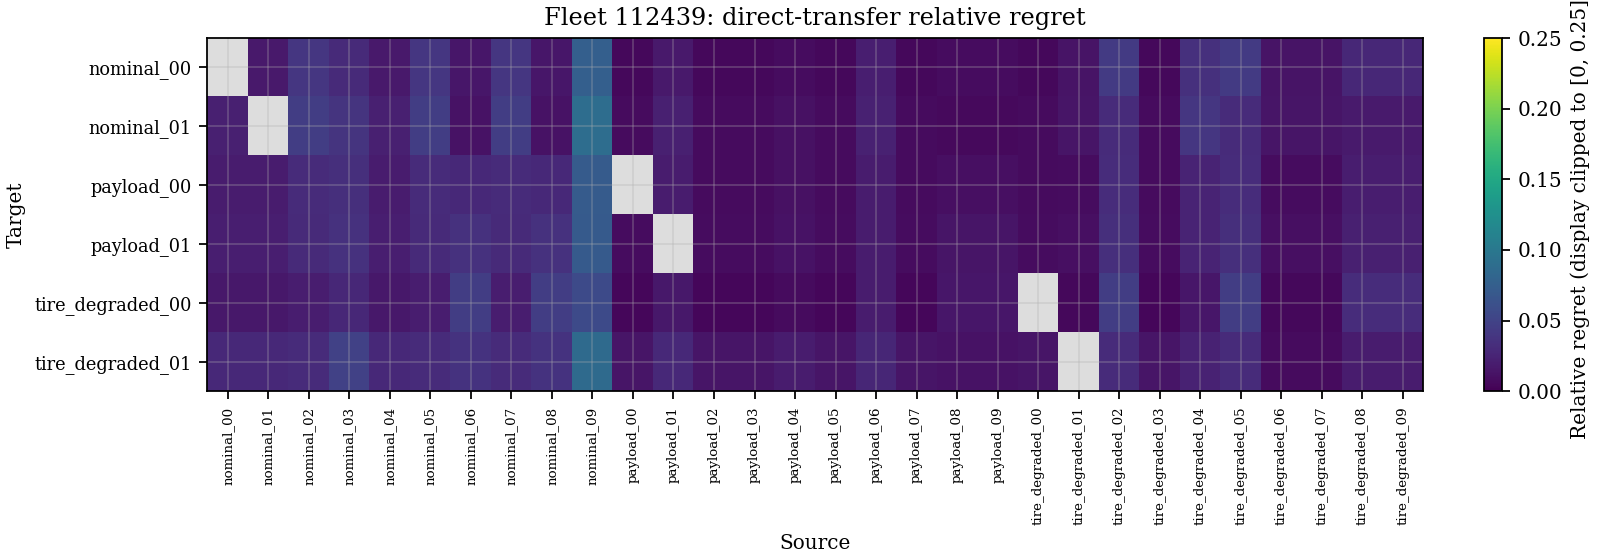 Fleet 112439: direct-transfer relative regret
Target
nominal_00
nominal_01
payload_00
payload_01
tire_degraded_00
tire_degraded_01
nominal_00
nominal_01
nominal_02
nominal_03
nominal_04
nominal_05
nominal_06
nominal_07
nominal_08
nominal_09
payload_00
payload_01
payload_02
payload_03
payload_04
payload_05
payload_06
payload_07
payload_08
payload_09
tire_degraded_00
tire_degraded_01
tire_degraded_02
tire_degraded_03
tire_degraded_04
tire_degraded_05
tire_degraded_06
tire_degraded_07
tire_degraded_08
tire_degraded_09
Source
0.25
0.20
0.15
0.10
0.05
0.00
Relative regret (display clipped to [0, 0.25]